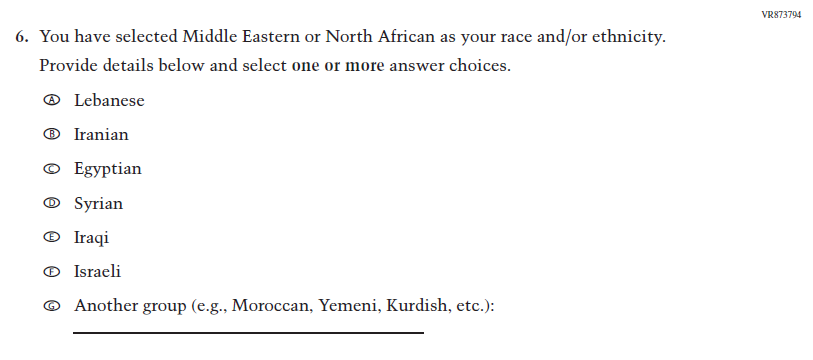 VR873794
6. You have selected Middle Eastern or North African as your race and/or ethnicity.
Provide details below and select one or more answer choices.
A Lebanese
B Iranian
C Egyptian
D Syrian
E Iraqi
F Israeli
G Another group (e.g., Moroccan, Yemeni, Kurdish, etc.):